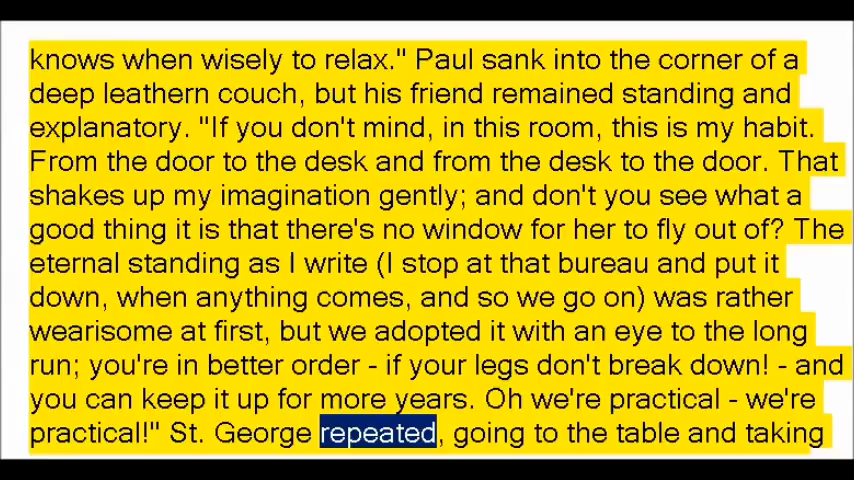 knows when wisely to relax." Paul sank into the corner of a
deep leathern couch, but his friend remained standing and
explanatory. "If you don't mind, in this room, this is my habit.
From the door to the desk and from the desk to the door. That
shakes up my imagination gently; and don't you see what a
good thing it is that there's no window for her to fly out of? The
eternal standing as I write (I stop at that bureau and put it
down, when anything comes, and so we go on) was rather
wearisome at first, but we adopted it with an eye to the long
run; you're in better order - if your legs don't break down! - and
you can keep it up for more years. Oh we're practical - we're
practical!" St. George repeated, going to the table and taking